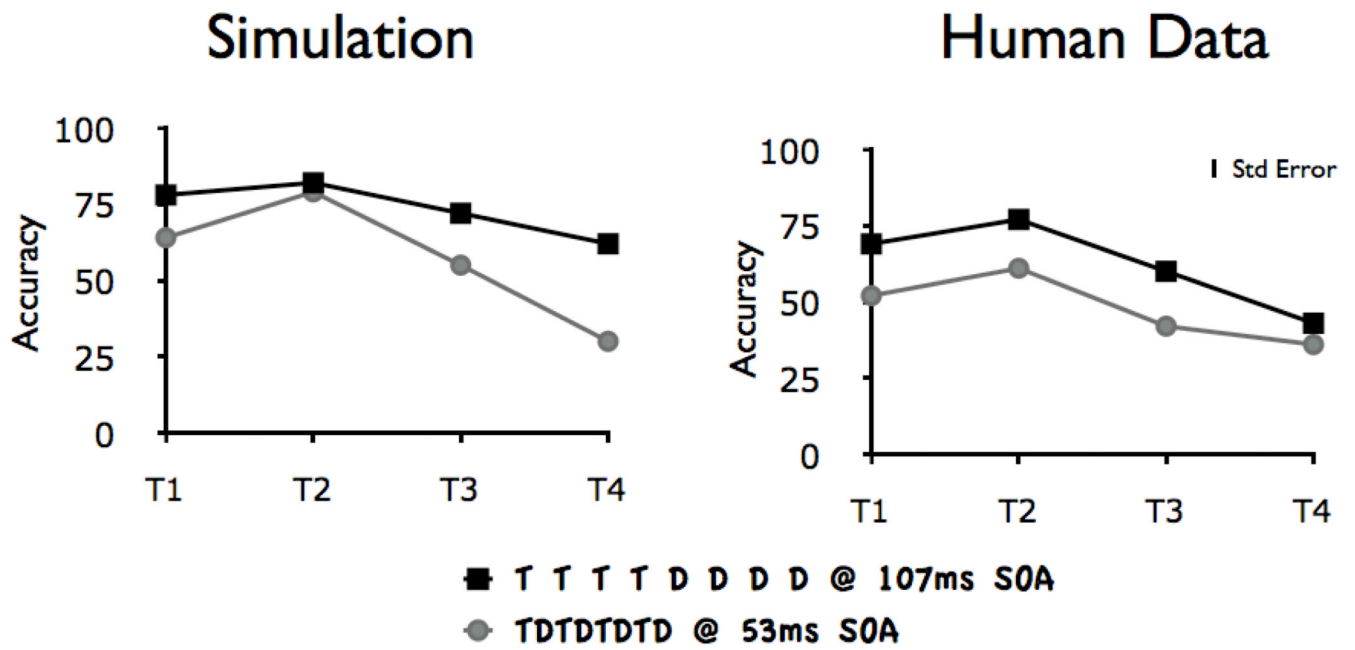 Simulation
Human Data
100
75
50
25
0
Accuracy
T1 T2 T3 T4
100
75
50
25
0
Accuracy
Std Error
T1 T2 T3 T4
T T T T D D D D @ 107ms SOA
TDTDTDTD @ 53ms SOA